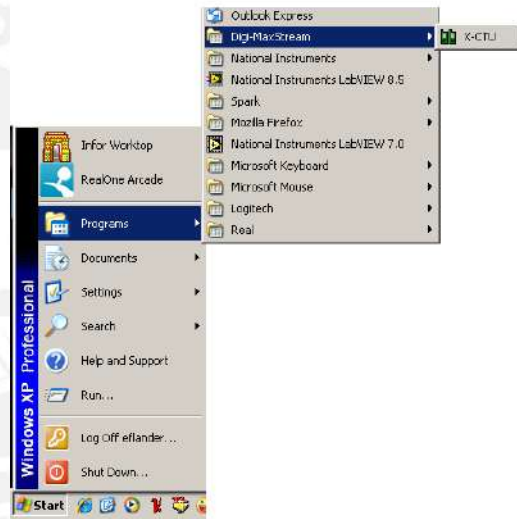 Outlook Express
Digi-MaxStream
X-CTU
National Instruments
National Instruments LabVIEW 8.5
Spark
Mozilla Firefox
National Instruments LabVIEW 7.0
Microsoft Keyboard
Microsoft Mouse
Logitech
Real
Infor Worktop
RealOne Arcade
Programs
Documents
Settings
Search
Help and Support
Run...
Log Off eflander...
Shut Down...
Windows XP Professional
Start